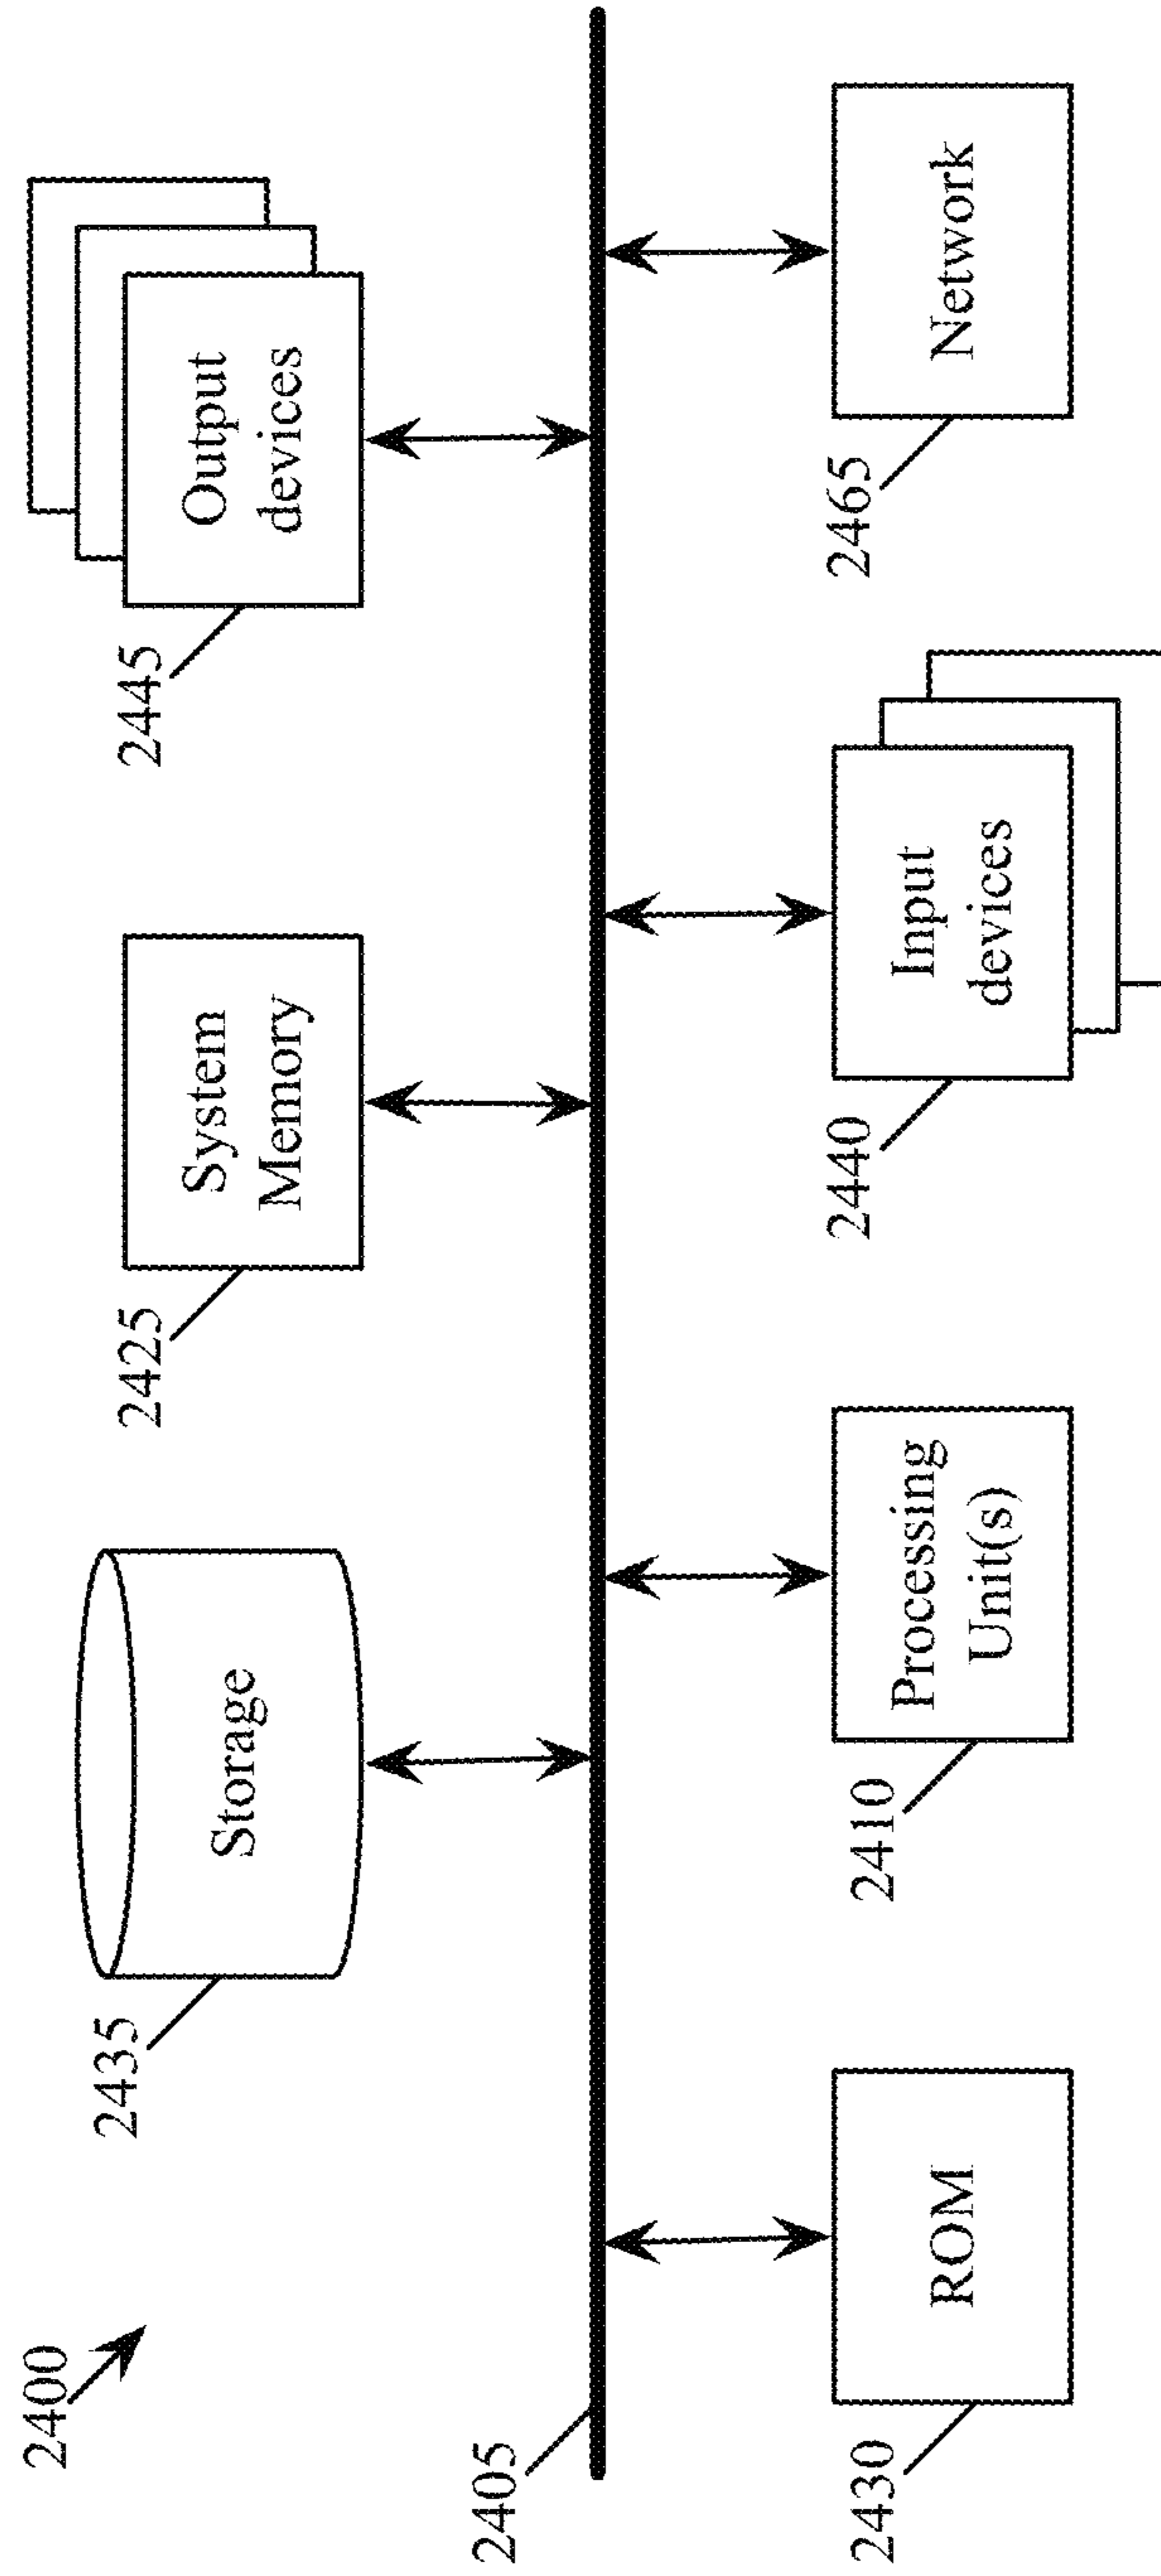 2400
2435
Storage
2425
System
Memory
2445
Output
devices
2405
2430
ROM
2410
Processing
Unit(s)
2440
Input
devices
2465
Network